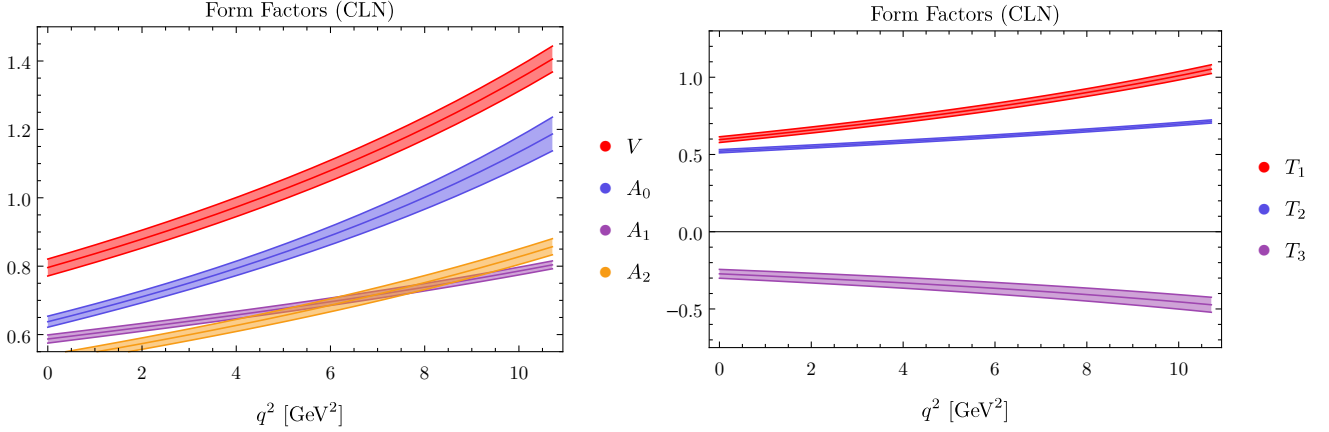 Form Factors (CLN)
1.4
1.2
1.0
0.8
0.6
0 2 4 6 8 10
q² [GeV²]
V
A₀
A₁
A₂
Form Factors (CLN)
1.0
0.5
0.0
−0.5
0 2 4 6 8 10
q² [GeV²]
T₁
T₂
T₃